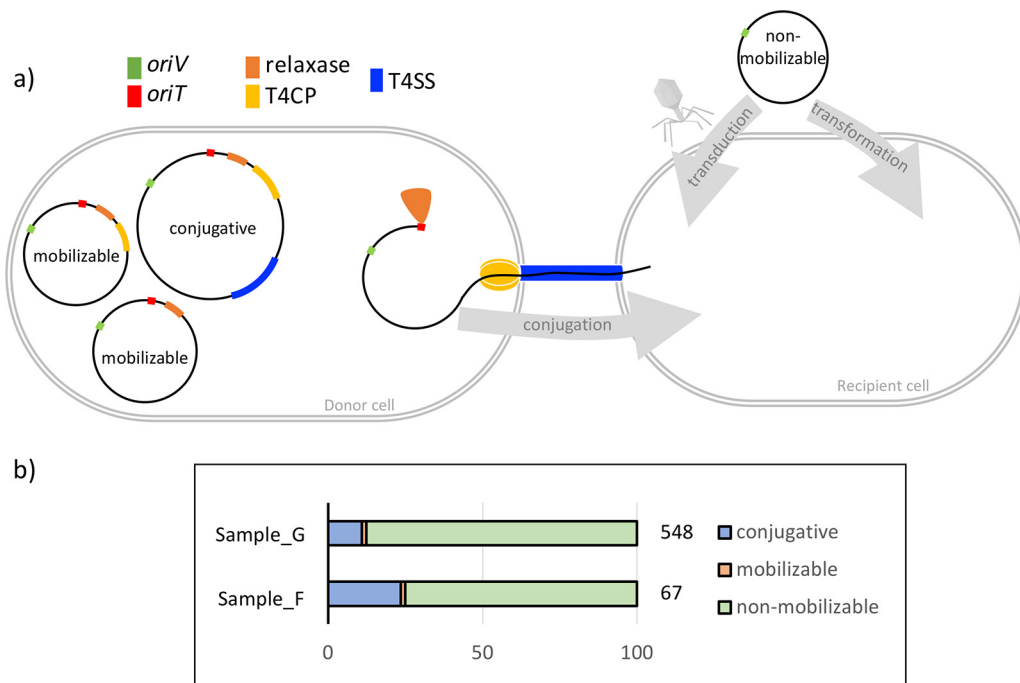 a)
oriV
oriT
relaxase
T4CP
T4SS
non-
mobilizable
transduction
transformation
conjugative
mobilizable
mobilizable
conjugation
Donor cell
Recipient cell
b)
Sample_G
548
conjugative
mobilizable
Sample_F
67
non-mobilizable
0
50
100